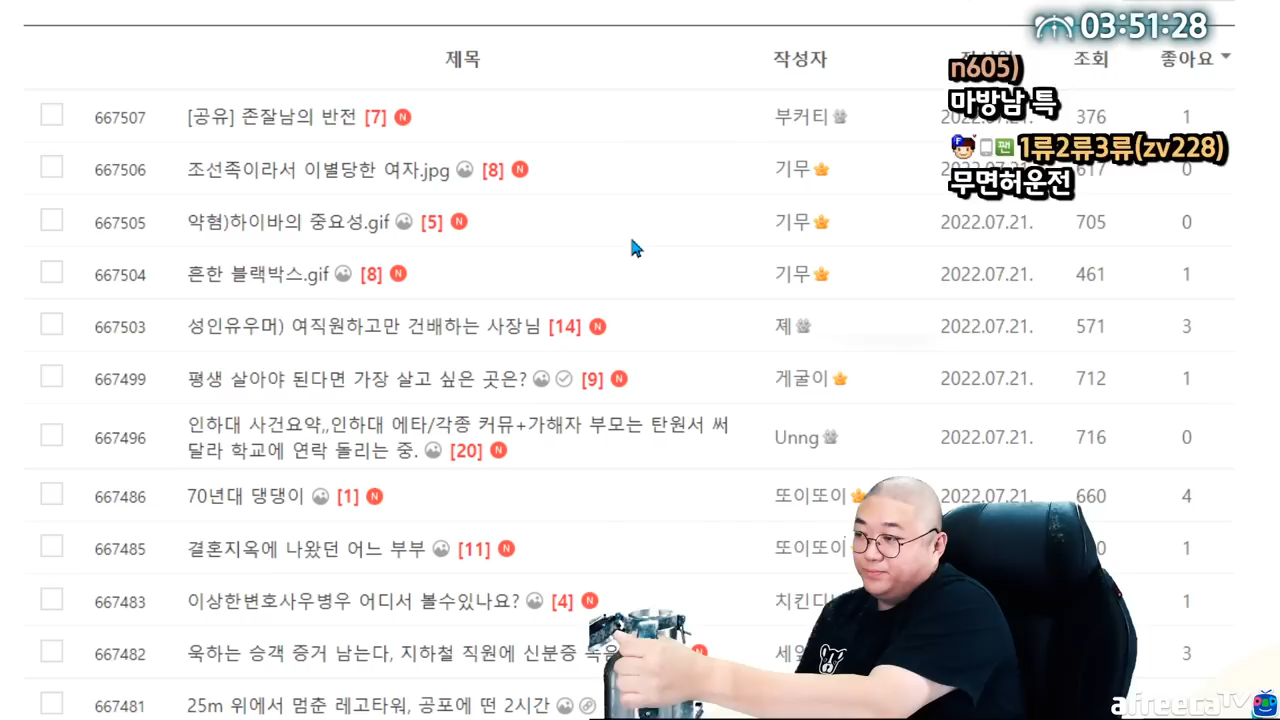 03:51:28
제목 작성자 조회 좋아요
n605)
마방남 특
1류2류3류(zv228)
무면허운전
667507 [공유] 존잘남의 반전 [7] N 부커티 376 1
667506 조선족이라서 이별당한 여자.jpg [8] N 기무 617 0
667505 약혐)하이바의 중요성.gif [5] N 기무 2022.07.21. 705 0
667504 흔한 블랙박스.gif [8] N 기무 2022.07.21. 461 1
667503 성인유우머) 여직원하고만 건배하는 사장님 [14] N 제 2022.07.21. 571 3
667499 평생 살아야 된다면 가장 살고 싶은 곳은? [9] N 게굴이 2022.07.21. 712 1
667496 인하대 사건요약,,인하대 에타/각종 커뮤+가해자 부모는 탄원서 써
달라 학교에 연락 돌리는 중. [20] N Unng 2022.07.21. 716 0
667486 70년대 댕댕이 [1] N 또이또이 2022.07.21. 660 4
667485 결혼지옥에 나왔던 어느 부부 [11] N 또이또이 1
667483 이상한변호사우병우 어디서 볼수있나요? [4] N 치킨 1
667482 욱하는 승객 증거 남는다, 지하철 직원에 신분증 N 3
667481 25m 위에서 멈춘 레고타워, 공포에 떤 2시간
afreecaTV